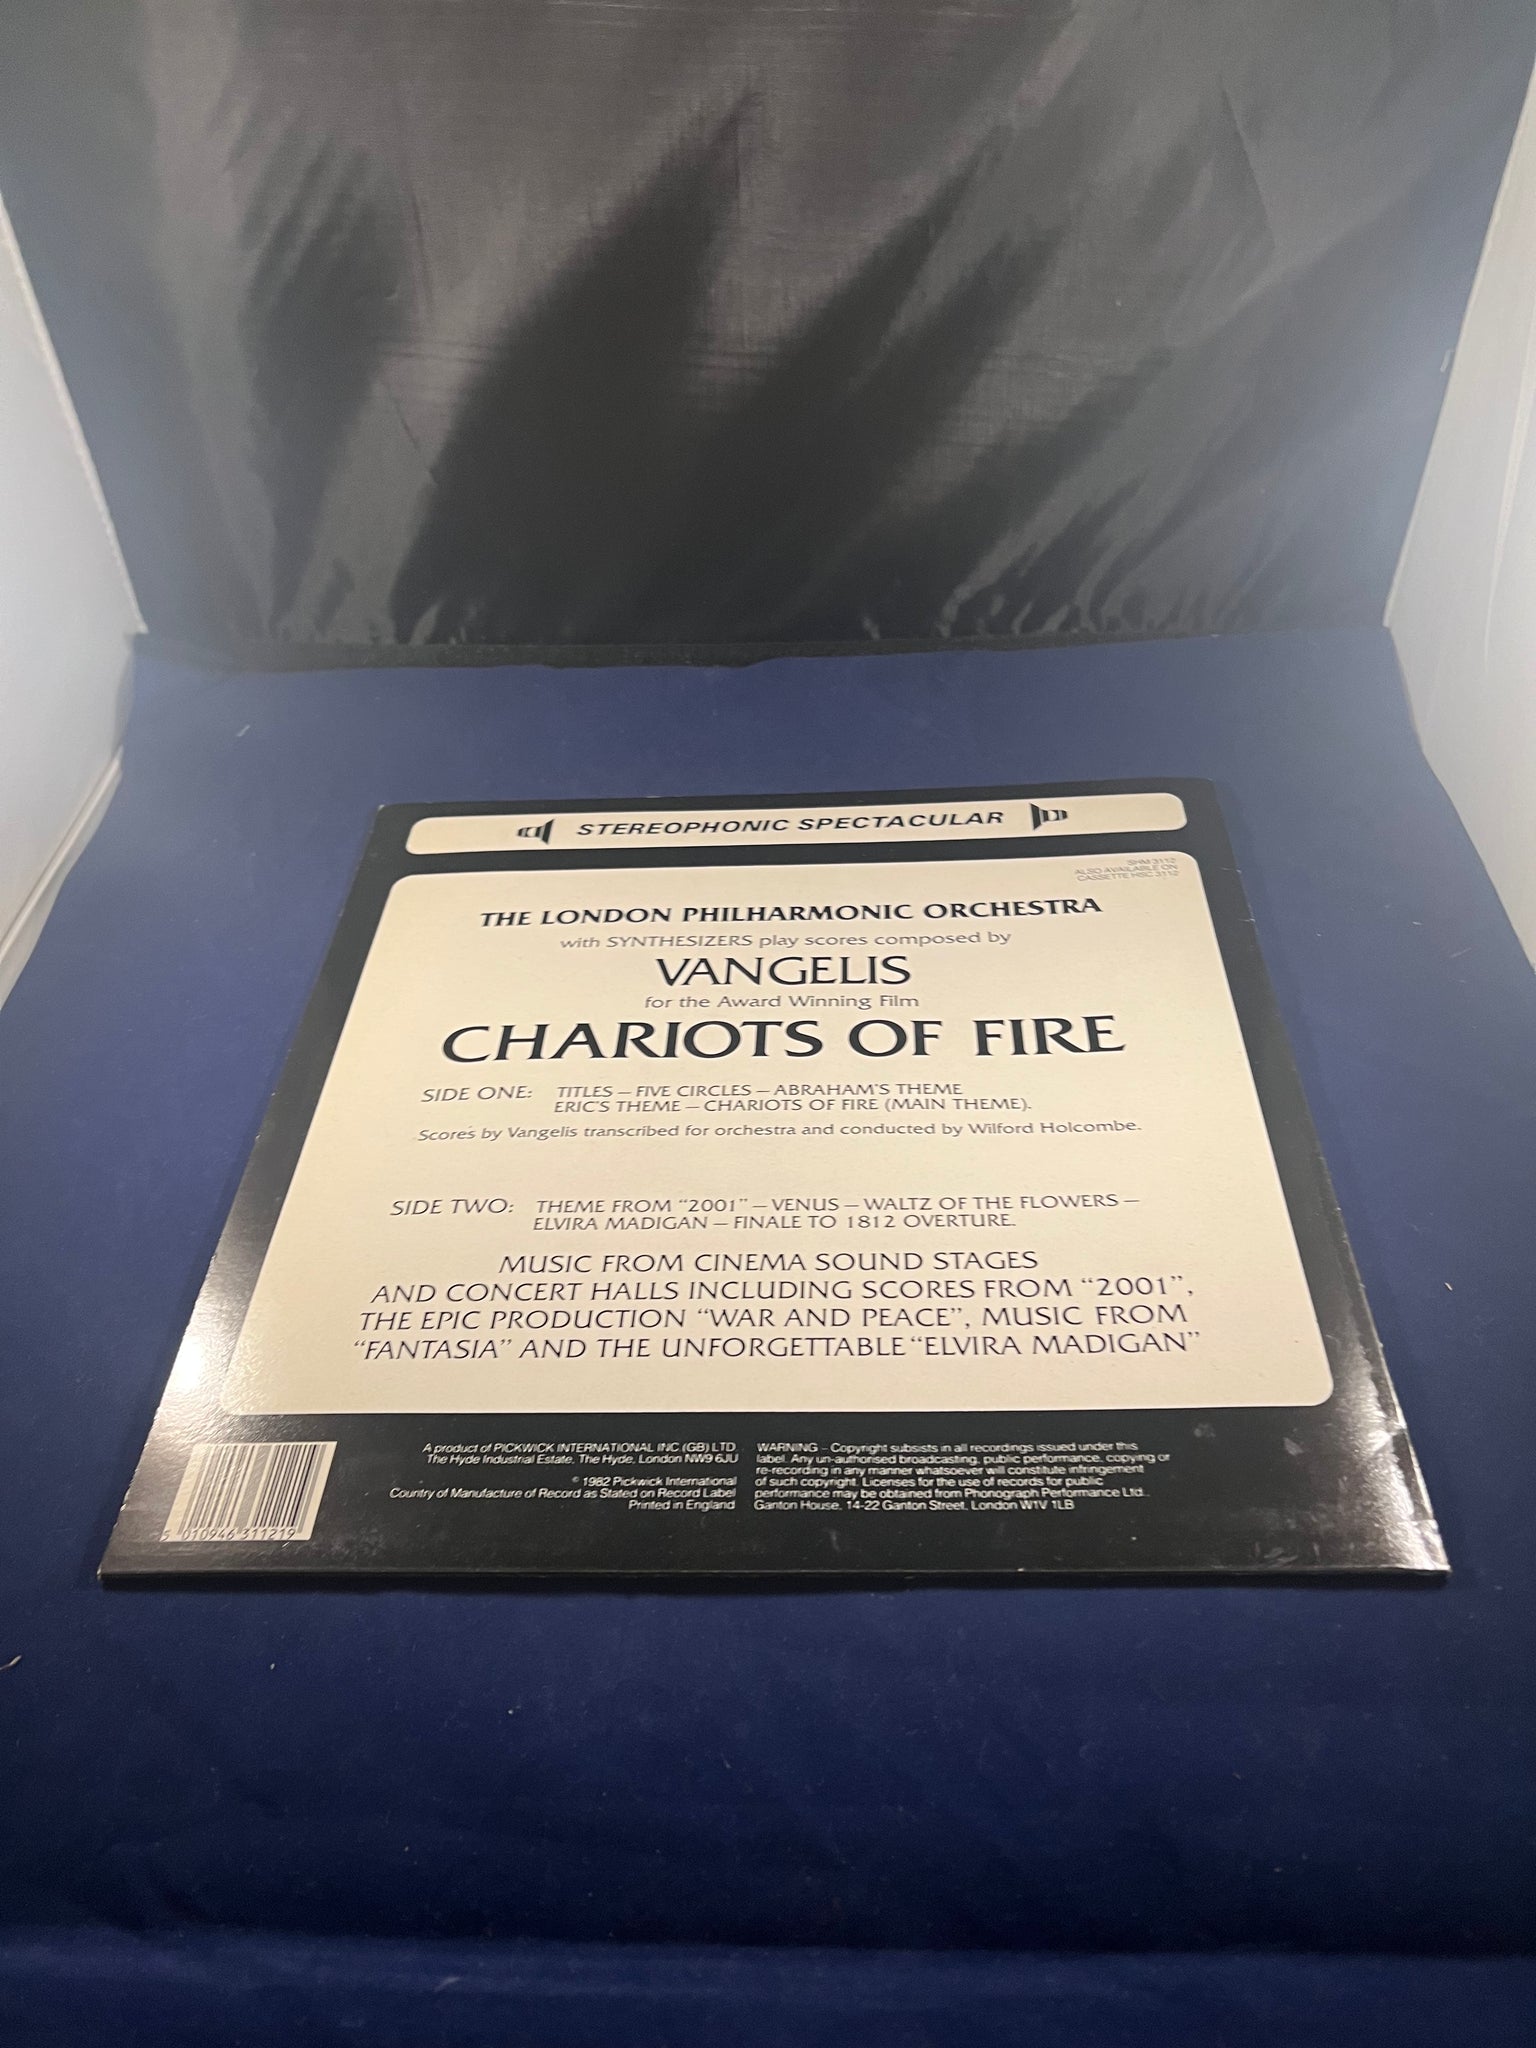 STEREOPHONIC SPECTACULAR
SHM 3112
ALSO AVAILABLE ON
CASSETTE HSC 3112
THE LONDON PHILHARMONIC ORCHESTRA
with SYNTHESIZERS play scores composed by
VANGELIS
for the Award Winning Film
CHARIOTS OF FIRE
SIDE ONE: TITLES – FIVE CIRCLES – ABRAHAM'S THEME
ERIC'S THEME – CHARIOTS OF FIRE (MAIN THEME).
Scores by Vangelis transcribed for orchestra and conducted by Wilford Holcombe.
SIDE TWO: THEME FROM "2001" – VENUS – WALTZ OF THE FLOWERS –
ELVIRA MADIGAN – FINALE TO 1812 OVERTURE.
MUSIC FROM CINEMA SOUND STAGES
AND CONCERT HALLS INCLUDING SCORES FROM "2001",
THE EPIC PRODUCTION "WAR AND PEACE", MUSIC FROM
"FANTASIA" AND THE UNFORGETTABLE "ELVIRA MADIGAN"
A product of PICKWICK INTERNATIONAL INC (GB) LTD
The Hyde Industrial Estate, The Hyde, London NW9 6JU
© 1982 Pickwick International
Country of Manufacture of Record as Stated on Record Label
Printed in England
WARNING – Copyright subsists in all recordings issued under this
label. Any un-authorised broadcasting, public performance, copying or
re-recording in any manner whatsoever will constitute infringement
of such copyright. Licenses for the use of records for public
performance may be obtained from Phonograph Performance Ltd.,
Ganton House, 14-22 Ganton Street, London W1V 1LB
5 010946 311219